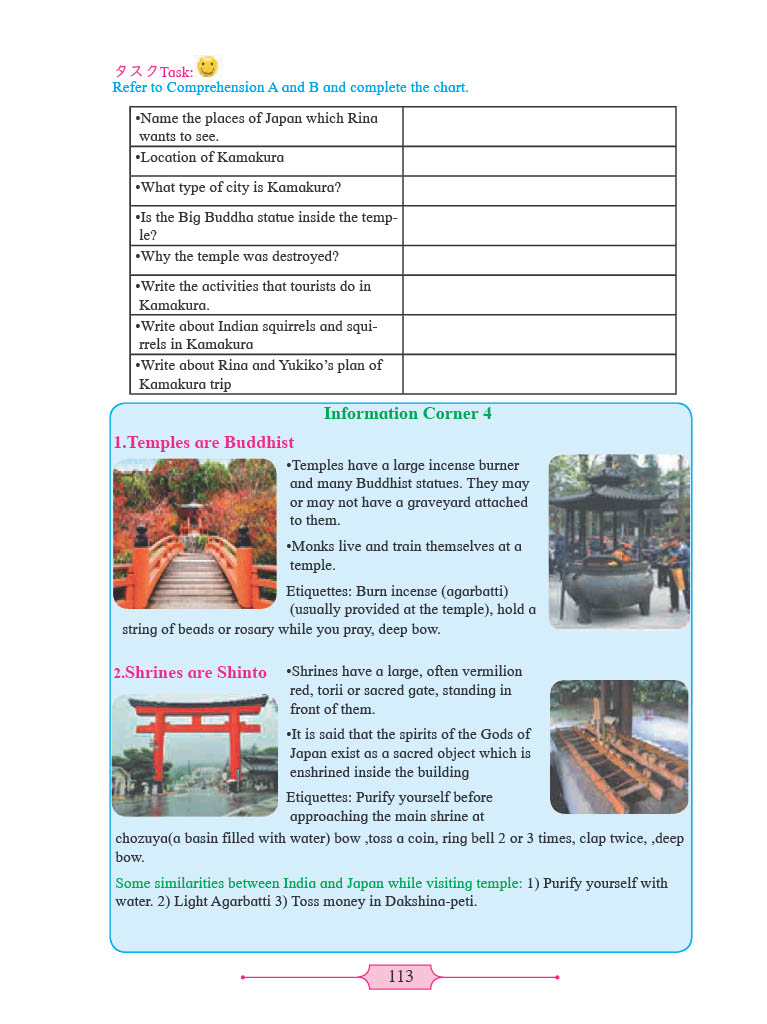 タスクTask:
Refer to Comprehension A and B and complete the chart.
•Name the places of Japan which Rina
wants to see.
•Location of Kamakura
•What type of city is Kamakura?
•Is the Big Buddha statue inside the temp-
le?
•Why the temple was destroyed?
•Write the activities that tourists do in
Kamakura.
•Write about Indian squirrels and squi-
rrels in Kamakura
•Write about Rina and Yukiko's plan of
Kamakura trip
Information Corner 4
1.Temples are Buddhist
•Temples have a large incense burner
and many Buddhist statues. They may
or may not have a graveyard attached
to them.
•Monks live and train themselves at a
temple.
Etiquettes: Burn incense (agarbatti)
(usually provided at the temple), hold a
string of beads or rosary while you pray, deep bow.
2.Shrines are Shinto
•Shrines have a large, often vermilion
red, torii or sacred gate, standing in
front of them.
•It is said that the spirits of the Gods of
Japan exist as a sacred object which is
enshrined inside the building
Etiquettes: Purify yourself before
approaching the main shrine at
chozuya(a basin filled with water) bow ,toss a coin, ring bell 2 or 3 times, clap twice, ,deep
bow.
Some similarities between India and Japan while visiting temple: 1) Purify yourself with
water. 2) Light Agarbatti 3) Toss money in Dakshina-peti.
113